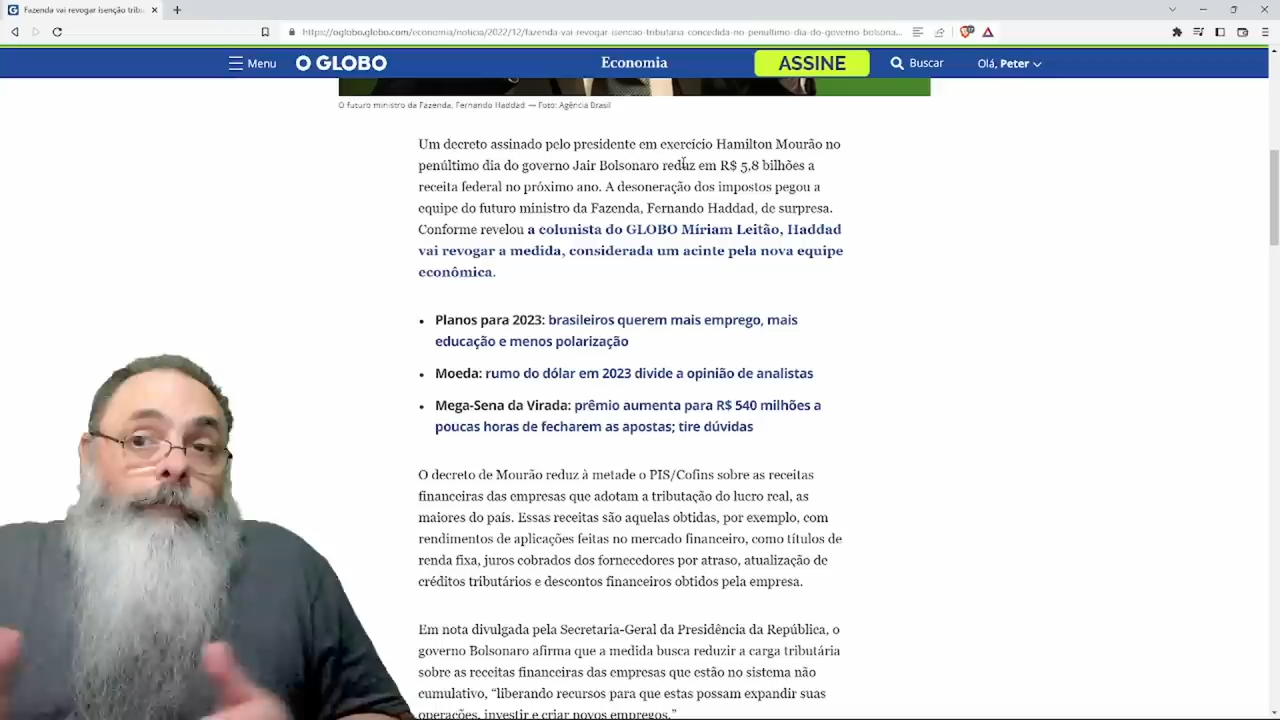 Fazenda vai revogar isenção trib
https://oglobo.globo.com/economia/noticia/2022/12/fazenda-vai-revogar-isencao-tributaria-concedida-no-penultimo-dia-do-governo-bolsona...
Menu O GLOBO Economia ASSINE Buscar Olá, Peter
O futuro ministro da Fazenda, Fernando Haddad — Foto: Agência Brasil
Um decreto assinado pelo presidente em exercício Hamilton Mourão no
penúltimo dia do governo Jair Bolsonaro reduz em R$ 5,8 bilhões a
receita federal no próximo ano. A desoneração dos impostos pegou a
equipe do futuro ministro da Fazenda, Fernando Haddad, de surpresa.
Conforme revelou a colunista do GLOBO Míriam Leitão, Haddad
vai revogar a medida, considerada um acinte pela nova equipe
econômica.
• Planos para 2023: brasileiros querem mais emprego, mais
educação e menos polarização
• Moeda: rumo do dólar em 2023 divide a opinião de analistas
• Mega-Sena da Virada: prêmio aumenta para R$ 540 milhões a
poucas horas de fecharem as apostas; tire dúvidas
O decreto de Mourão reduz à metade o PIS/Cofins sobre as receitas
financeiras das empresas que adotam a tributação do lucro real, as
maiores do país. Essas receitas são aquelas obtidas, por exemplo, com
rendimentos de aplicações feitas no mercado financeiro, como títulos de
renda fixa, juros cobrados dos fornecedores por atraso, atualização de
créditos tributários e descontos financeiros obtidos pela empresa.
Em nota divulgada pela Secretaria-Geral da Presidência da República, o
governo Bolsonaro afirma que a medida busca reduzir a carga tributária
sobre as receitas financeiras das empresas que estão no sistema não
cumulativo, “liberando recursos para que estas possam expandir suas
operações, investir e criar novos empregos.”